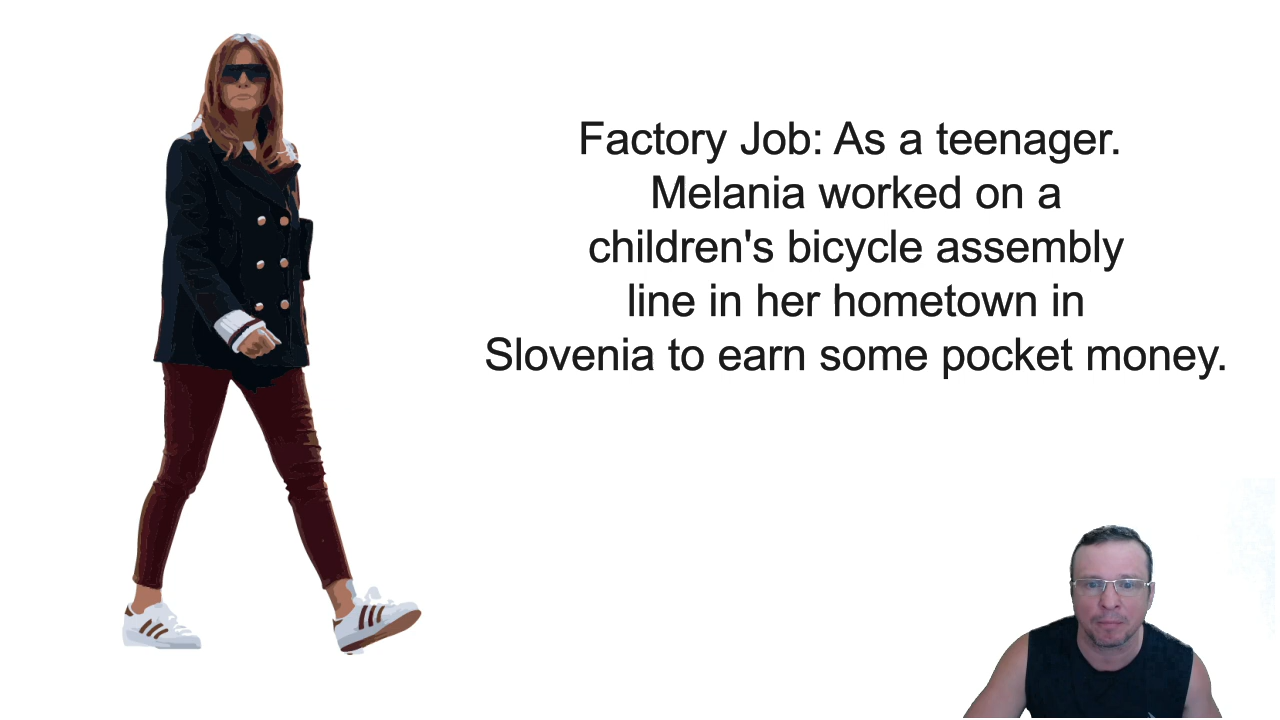 Factory Job: As a teenager.
Melania worked on a
children's bicycle assembly
line in her hometown in
Slovenia to earn some pocket money.